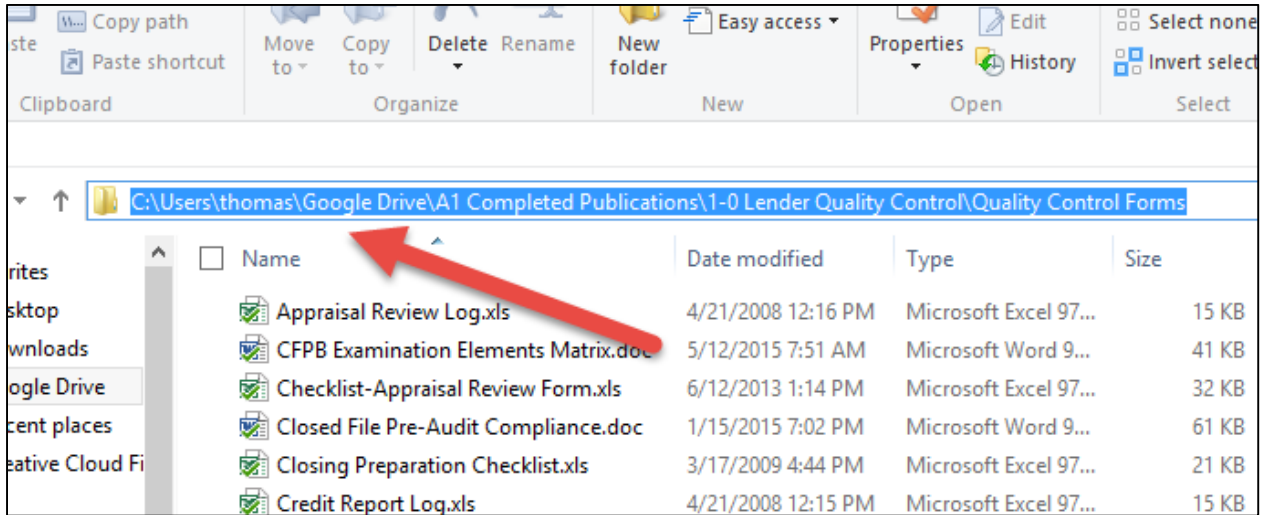 Copy path
Easy access
Edit
Select none
ste
Move to
Copy to
Delete
Rename
New folder
Properties
Paste shortcut
History
Invert select
Clipboard
Organize
New
Open
Select
C:\Users\thomas\Google Drive\A1 Completed Publications\1-0 Lender Quality Control\Quality Control Forms
Name Date modified Type Size
rites
sktop
wnloads
ogle Drive
cent places
eative Cloud Fi
Appraisal Review Log.xls 4/21/2008 12:16 PM Microsoft Excel 97... 15 KB
CFPB Examination Elements Matrix.doc 5/12/2015 7:51 AM Microsoft Word 9... 41 KB
Checklist-Appraisal Review Form.xls 6/12/2013 1:14 PM Microsoft Excel 97... 32 KB
Closed File Pre-Audit Compliance.doc 1/15/2015 7:02 PM Microsoft Word 9... 61 KB
Closing Preparation Checklist.xls 3/17/2009 4:44 PM Microsoft Excel 97... 21 KB
Credit Report Log.xls 4/21/2008 12:15 PM Microsoft Excel 97... 15 KB